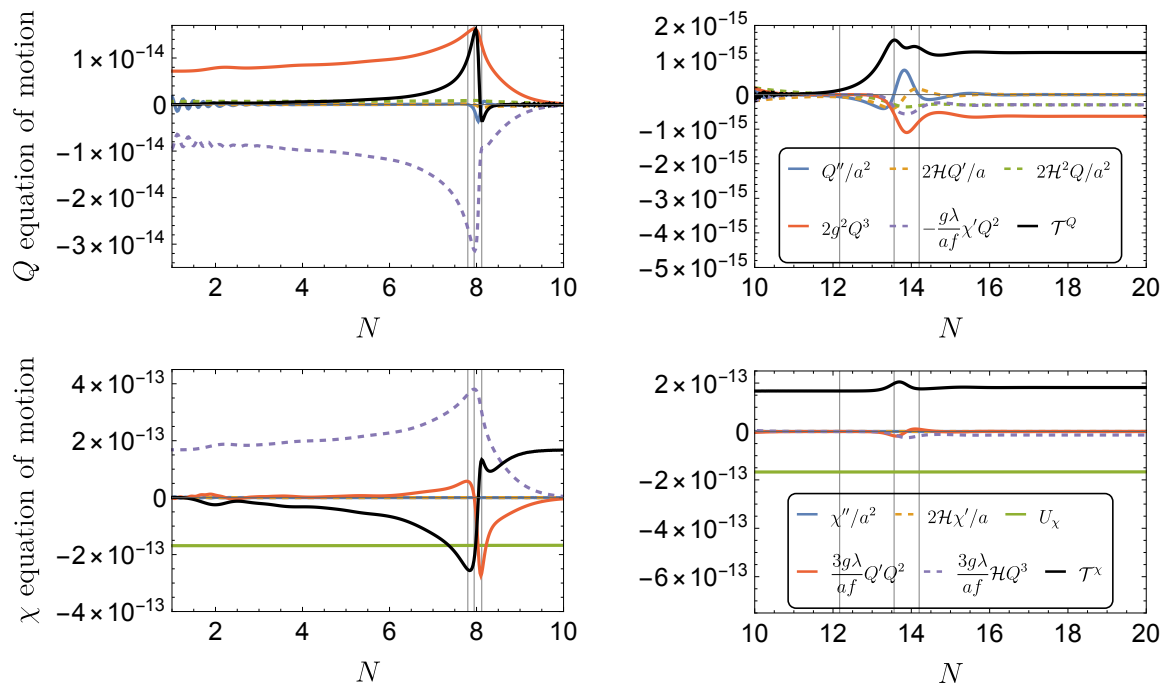 Q equation of motion
1×10⁻¹⁴
0
−1×10⁻¹⁴
−2×10⁻¹⁴
−3×10⁻¹⁴
2 4 6 8 10
N
2×10⁻¹⁵
1×10⁻¹⁵
0
−1×10⁻¹⁵
−2×10⁻¹⁵
−3×10⁻¹⁵
−4×10⁻¹⁵
−5×10⁻¹⁵
Q′′/a² 2ℋQ′/a 2ℋ²Q/a²
2g²Q³ −gλ/af χ′Q² 𝒯^Q
10 12 14 16 18 20
N
χ equation of motion
4×10⁻¹³
2×10⁻¹³
0
−2×10⁻¹³
−4×10⁻¹³
2 4 6 8 10
N
2×10⁻¹³
0
−2×10⁻¹³
−4×10⁻¹³
−6×10⁻¹³
χ′′/a² 2ℋχ′/a U_χ
3gλ/af Q′Q² 3gλ/af ℋQ³ 𝒯^χ
10 12 14 16 18 20
N